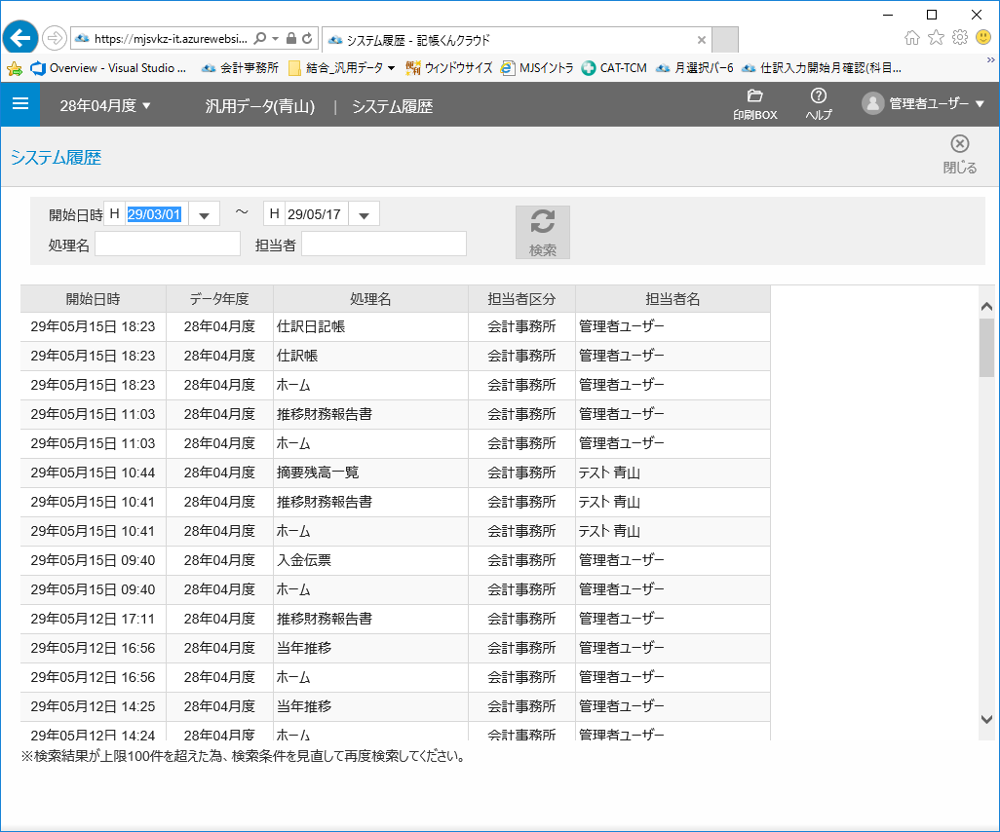 https://mjsvkz-it.azurewebsi...
システム履歴 - 記帳くんクラウド
Overview - Visual Studio ...
会計事務所
結合_汎用データ
ウィンドウサイズ
MJSイントラ
CAT-TCM
月選択バー6
仕訳入力開始月確認(科目...
28年04月度 ▼
汎用データ(青山) | システム履歴
印刷BOX
ヘルプ
管理者ユーザー ▼
システム履歴
閉じる
開始日時 H 29/03/01 ～ H 29/05/17
処理名 担当者
検索
開始日時 データ年度 処理名 担当者区分 担当者名
29年05月15日 18:23 28年04月度 仕訳日記帳 会計事務所 管理者ユーザー
29年05月15日 18:23 28年04月度 仕訳帳 会計事務所 管理者ユーザー
29年05月15日 18:23 28年04月度 ホーム 会計事務所 管理者ユーザー
29年05月15日 11:03 28年04月度 推移財務報告書 会計事務所 管理者ユーザー
29年05月15日 11:03 28年04月度 ホーム 会計事務所 管理者ユーザー
29年05月15日 10:44 28年04月度 摘要残高一覧 会計事務所 テスト 青山
29年05月15日 10:41 28年04月度 推移財務報告書 会計事務所 テスト 青山
29年05月15日 10:41 28年04月度 ホーム 会計事務所 テスト 青山
29年05月15日 09:40 28年04月度 入金伝票 会計事務所 管理者ユーザー
29年05月15日 09:40 28年04月度 ホーム 会計事務所 管理者ユーザー
29年05月12日 17:11 28年04月度 推移財務報告書 会計事務所 管理者ユーザー
29年05月12日 16:56 28年04月度 当年推移 会計事務所 管理者ユーザー
29年05月12日 16:56 28年04月度 ホーム 会計事務所 管理者ユーザー
29年05月12日 14:25 28年04月度 当年推移 会計事務所 管理者ユーザー
29年05月12日 14:24 28年04月度 ホーム 会計事務所 管理者ユーザー
※検索結果が上限100件を超えた為、検索条件を見直して再度検索してください。